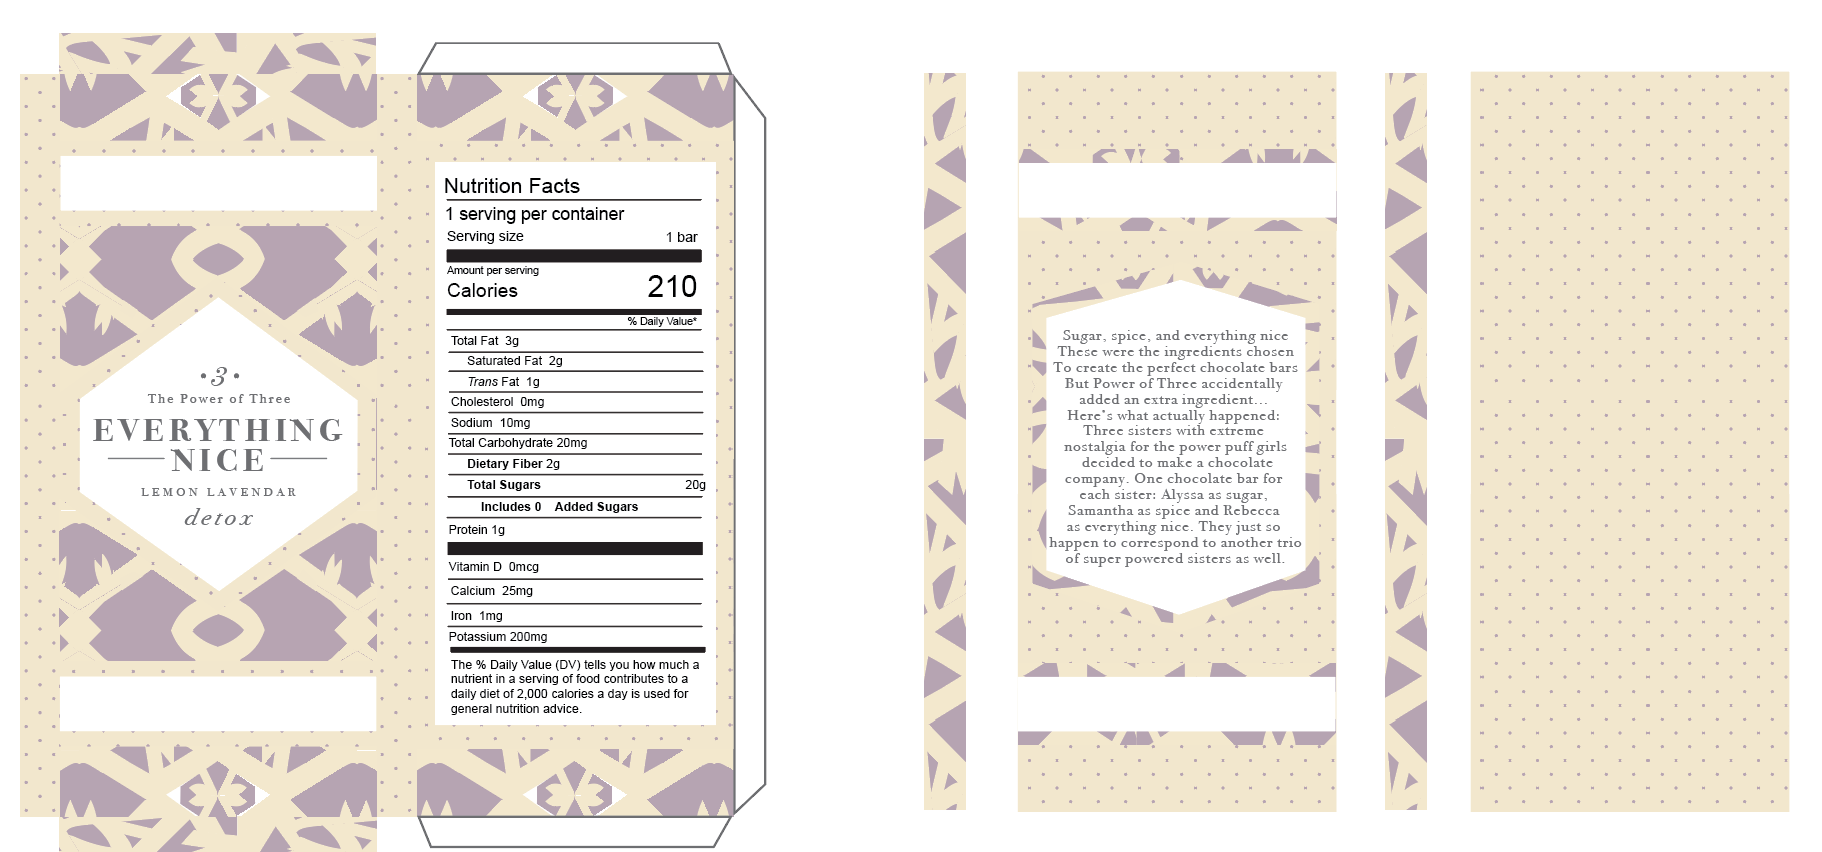 ·3·
The Power of Three
EVERYTHING
NICE
LEMON LAVENDAR
detox
Nutrition Facts
1 serving per container
Serving size 1 bar
Amount per serving
Calories 210
% Daily Value*
Total Fat 3g
Saturated Fat 2g
Trans Fat 1g
Cholesterol 0mg
Sodium 10mg
Total Carbohydrate 20mg
Dietary Fiber 2g
Total Sugars 20g
Includes 0 Added Sugars
Protein 1g
Vitamin D 0mcg
Calcium 25mg
Iron 1mg
Potassium 200mg
The % Daily Value (DV) tells you how much a
nutrient in a serving of food contributes to a
daily diet of 2,000 calories a day is used for
general nutrition advice.
Sugar, spice, and everything nice
These were the ingredients chosen
To create the perfect chocolate bars
But Power of Three accidentally
added an extra ingredient...
Here's what actually happened:
Three sisters with extreme
nostalgia for the power puff girls
decided to make a chocolate
company. One chocolate bar for
each sister: Alyssa as sugar,
Samantha as spice and Rebecca
as everything nice. They just so
happen to correspond to another trio
of super powered sisters as well.